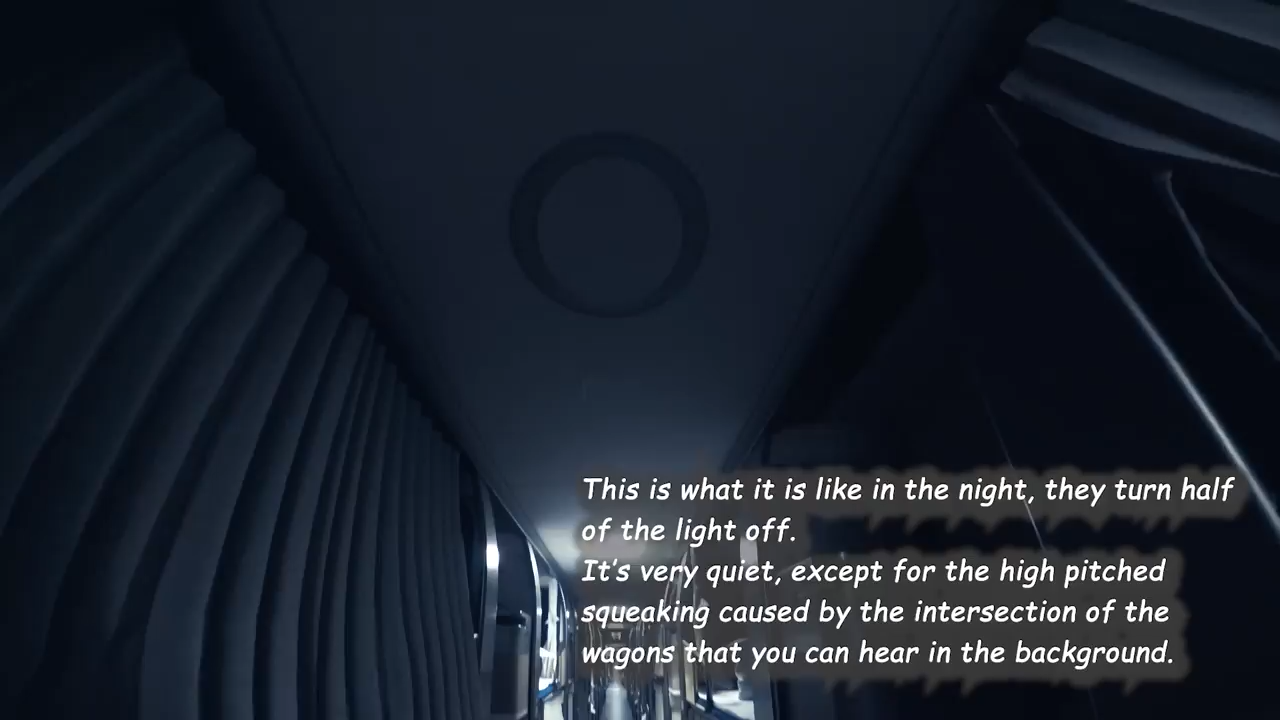 This is what it is like in the night, they turn half
of the light off.
It's very quiet, except for the high pitched
squeaking caused by the intersection of the
wagons that you can hear in the background.